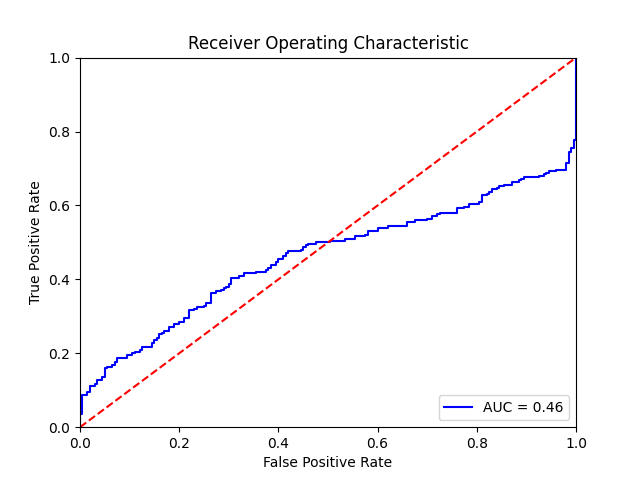 Receiver Operating Characteristic
True Positive Rate
1.0
0.8
0.6
0.4
0.2
0.0
AUC = 0.46
0.0 0.2 0.4 0.6 0.8 1.0
False Positive Rate